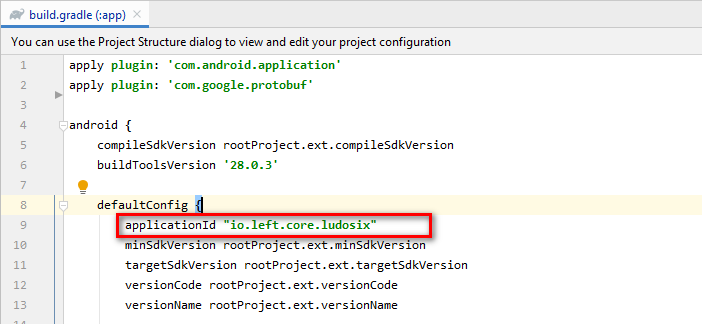 build.gradle (:app)
You can use the Project Structure dialog to view and edit your project configuration
1 apply plugin: 'com.android.application'
2 apply plugin: 'com.google.protobuf'
3
4 android {
5 compileSdkVersion rootProject.ext.compileSdkVersion
6 buildToolsVersion '28.0.3'
7
8 defaultConfig {
9 applicationId "io.left.core.ludosix"
10 minSdkVersion rootProject.ext.minSdkVersion
11 targetSdkVersion rootProject.ext.targetSdkVersion
12 versionCode rootProject.ext.versionCode
13 versionName rootProject.ext.versionName